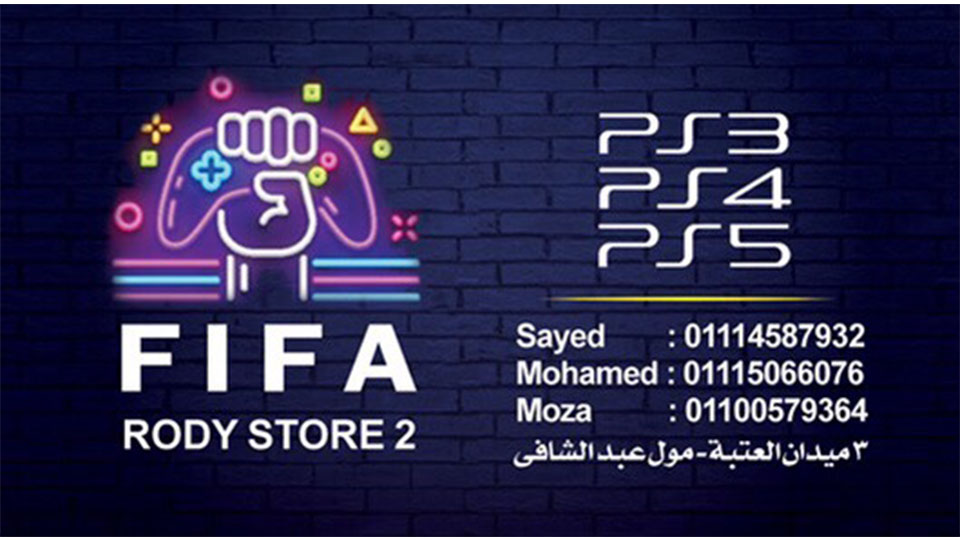 FIFA
RODY STORE 2
PS3
PS4
PS5
Sayed : 01114587932
Mohamed : 01115066076
Moza : 01100579364
٣ ميدان العتبة - مول عبد الشافى